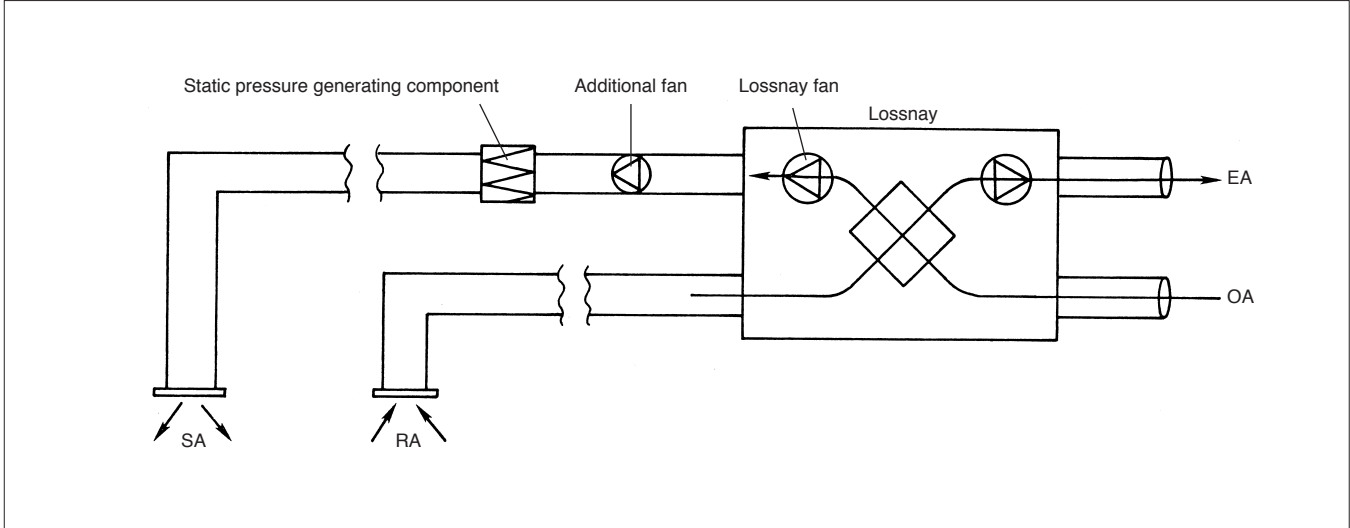 Static pressure generating component
Additional fan
Lossnay fan
Lossnay
EA
OA
SA
RA